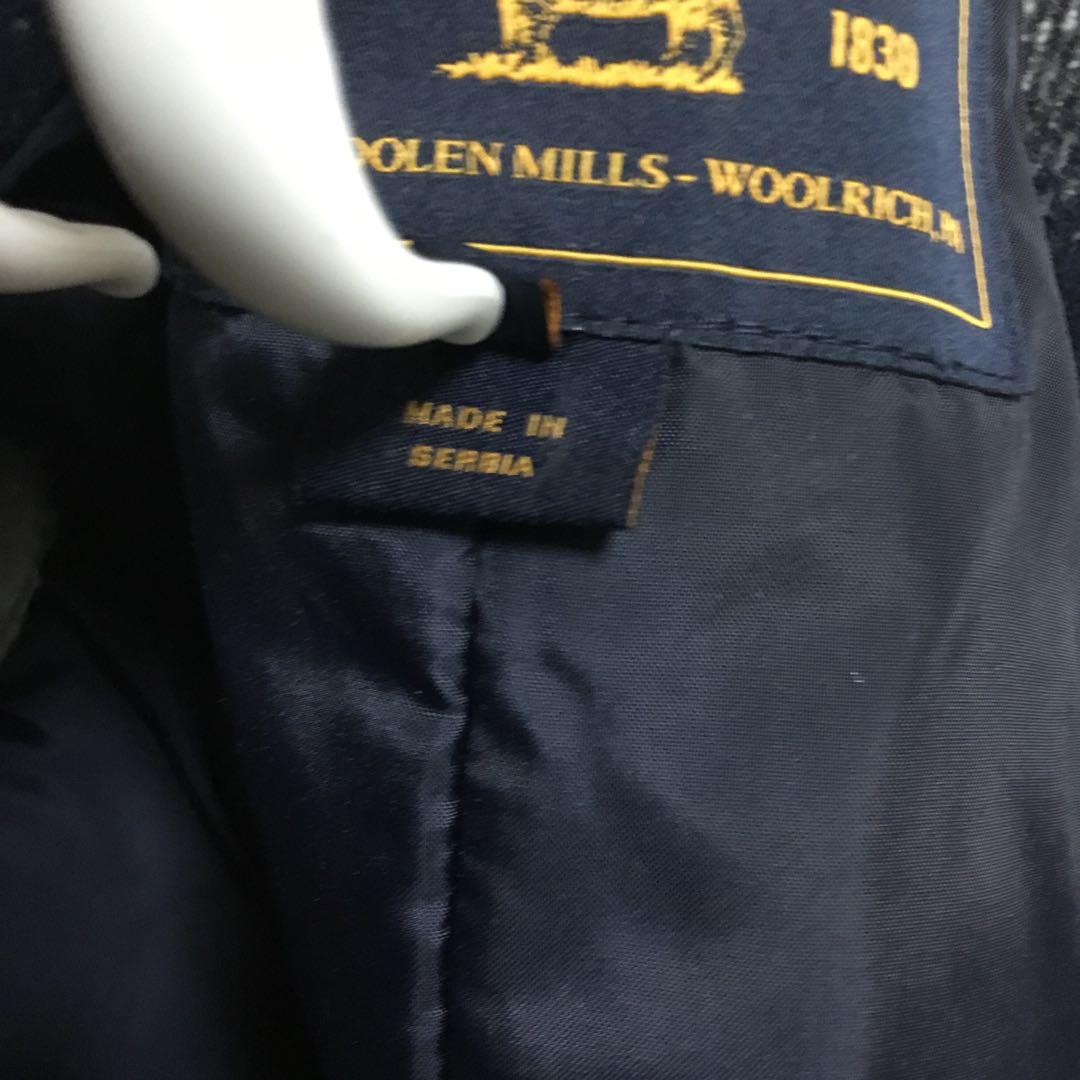 1830
OOLEN MILLS - WOOLRICH,
MADE IN
SERBIA